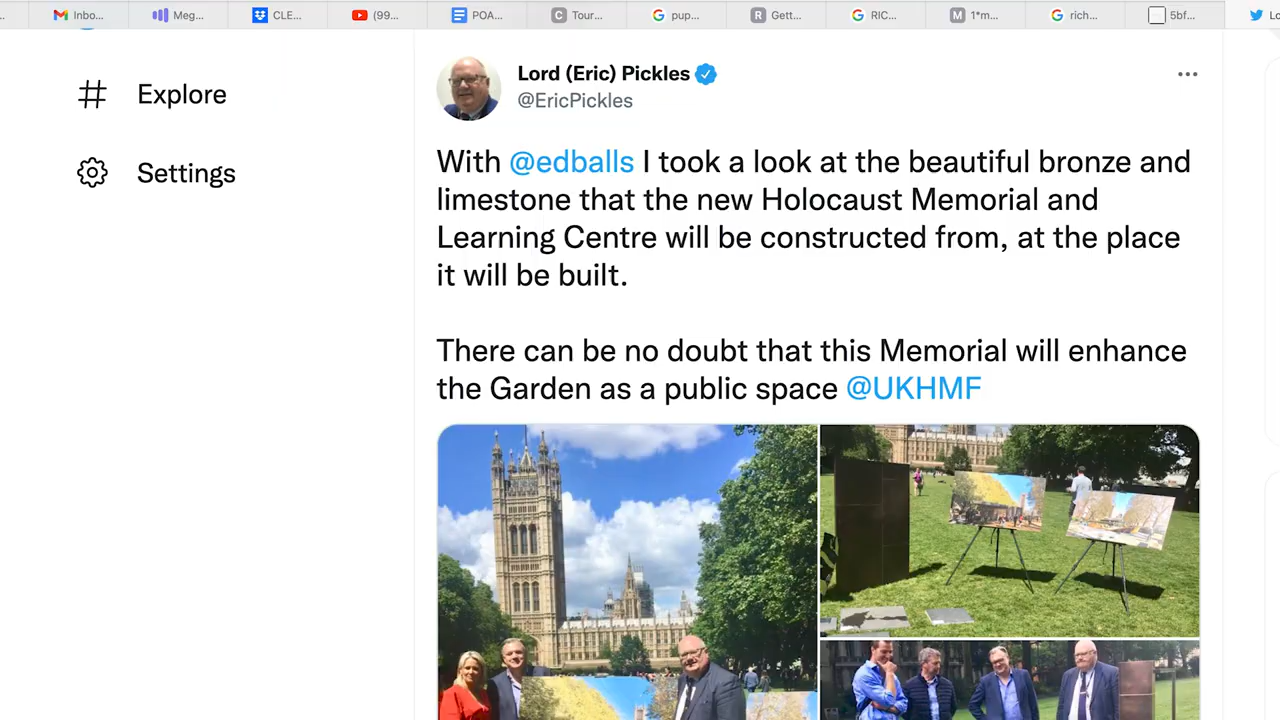 Inbo...
Meg...
CLE...
(99...
POA...
Tour...
pup...
Gett...
RIC...
1*m...
rich...
5bf...
Lo
Explore
Settings
Lord (Eric) Pickles
@EricPickles
With @edballs I took a look at the beautiful bronze and
limestone that the new Holocaust Memorial and
Learning Centre will be constructed from, at the place
it will be built.
There can be no doubt that this Memorial will enhance
the Garden as a public space @UKHMF